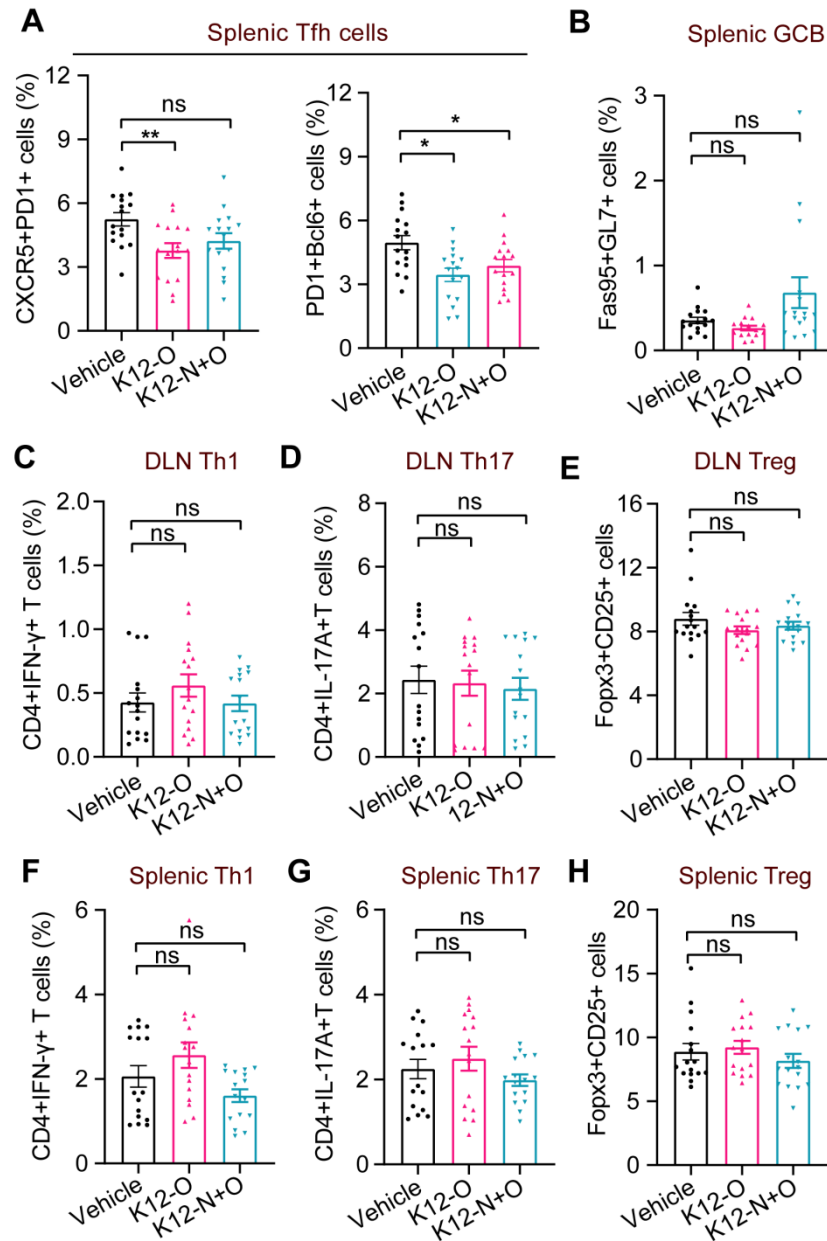 A
Splenic Tfh cells
CXCR5+PD1+ cells (%)
12
9
6
3
0
ns
**
Vehicle
K12-O
K12-N+O
PD1+Bcl6+ cells (%)
12
9
6
3
0
*
*
Vehicle
K12-O
K12-N+O
B
Splenic GCB
Fas95+GL7+ cells (%)
3
2
1
0
ns
ns
Vehicle
K12-O
K12-N+O
C
DLN Th1
CD4+IFN-γ+ T cells (%)
2.0
1.5
1.0
0.5
0.0
ns
ns
Vehicle
K12-O
K12-N+O
D
DLN Th17
CD4+IL-17A+T cells (%)
8
6
4
2
0
ns
ns
Vehicle
K12-O
12-N+O
E
DLN Treg
Fopx3+CD25+ cells
16
12
8
4
0
ns
ns
Vehicle
K12-O
K12-N+O
F
Splenic Th1
CD4+IFN-γ+ T cells (%)
6
4
2
0
ns
ns
Vehicle
K12-O
K12-N+O
G
Splenic Th17
CD4+IL-17A+T cells (%)
6
4
2
0
ns
ns
Vehicle
K12-O
K12-N+O
H
Splenic Treg
Fopx3+CD25+ cells
20
15
10
5
0
ns
ns
Vehicle
K12-O
K12-N+O